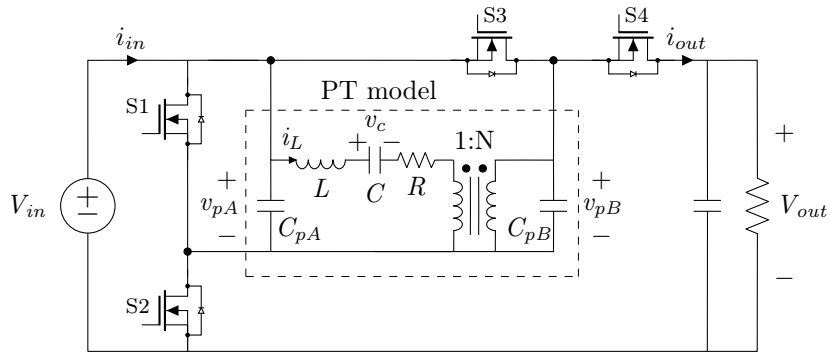 S3
S4
i_in
i_out
PT model
S1
v_c
i_L
+
−
1:N
+
+
+
L
C
R
V_in
+
−
v_pA
C_pA
C_pB
v_pB
V_out
−
−
−
S2